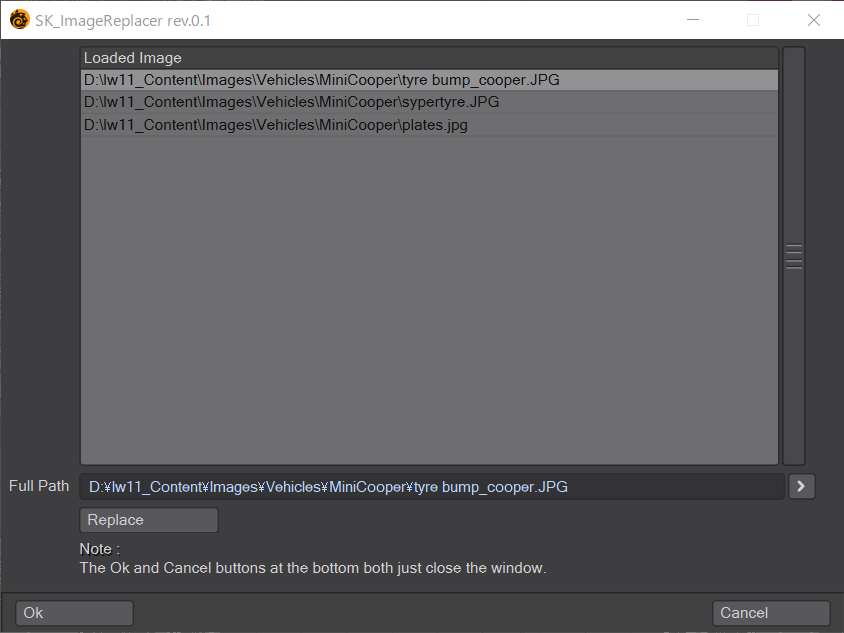 SK_ImageReplacer rev.0.1
Loaded Image
D:\lw11_Content\Images\Vehicles\MiniCooper\tyre bump_cooper.JPG
D:\lw11_Content\Images\Vehicles\MiniCooper\sypertyre.JPG
D:\lw11_Content\Images\Vehicles\MiniCooper\plates.jpg
Full Path D:¥lw11_Content¥Images¥Vehicles¥MiniCooper¥tyre bump_cooper.JPG
Replace
Note :
The Ok and Cancel buttons at the bottom both just close the window.
Ok Cancel